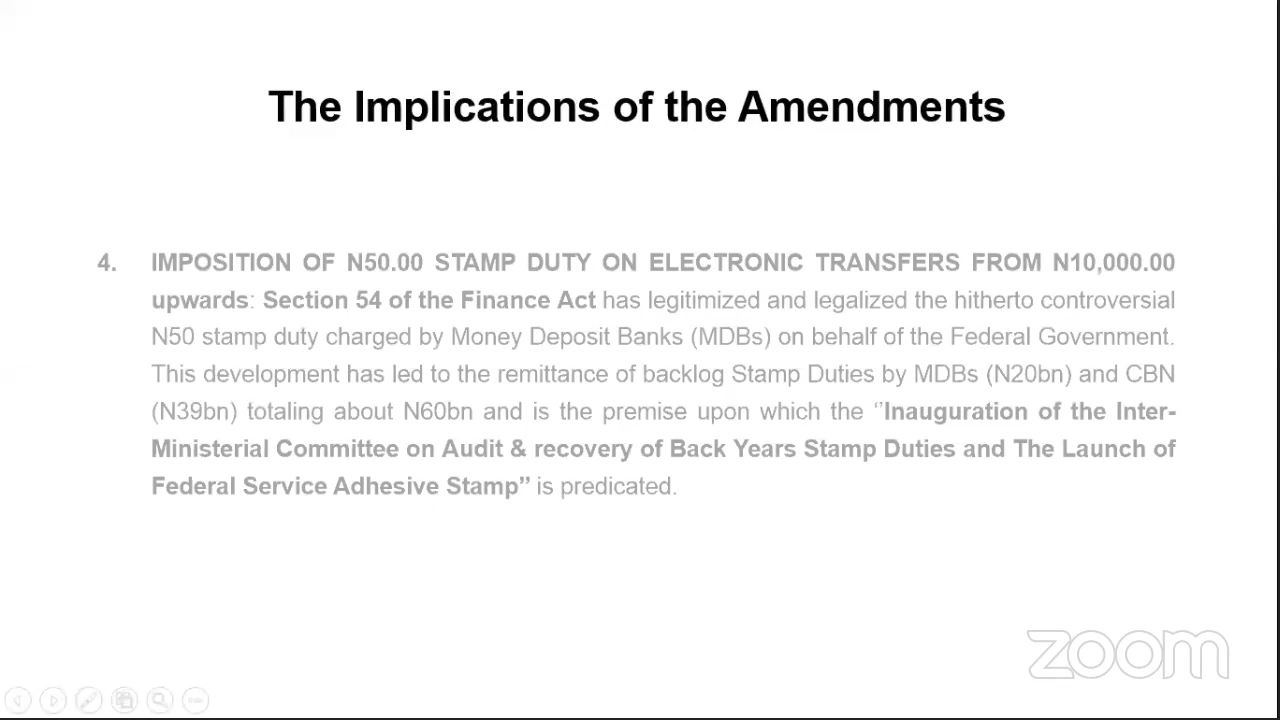 The Implications of the Amendments
4. IMPOSITION OF N50.00 STAMP DUTY ON ELECTRONIC TRANSFERS FROM N10,000.00
upwards: Section 54 of the Finance Act has legitimized and legalized the hitherto controversial
N50 stamp duty charged by Money Deposit Banks (MDBs) on behalf of the Federal Government.
This development has led to the remittance of backlog Stamp Duties by MDBs (N20bn) and CBN
(N39bn) totaling about N60bn and is the premise upon which the ‘’Inauguration of the Inter-
Ministerial Committee on Audit & recovery of Back Years Stamp Duties and The Launch of
Federal Service Adhesive Stamp’’ is predicated.
zoom